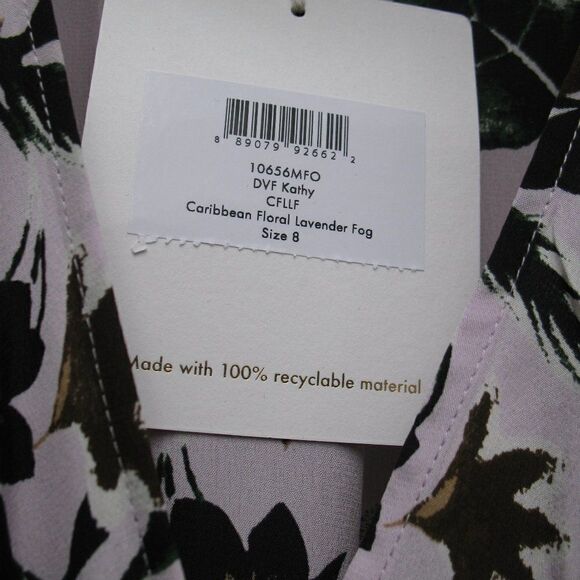 8 89079 92662 2
10656MFO
DVF Kathy
CFLLF
Caribbean Floral Lavender Fog
Size 8
Made with 100% recyclable material